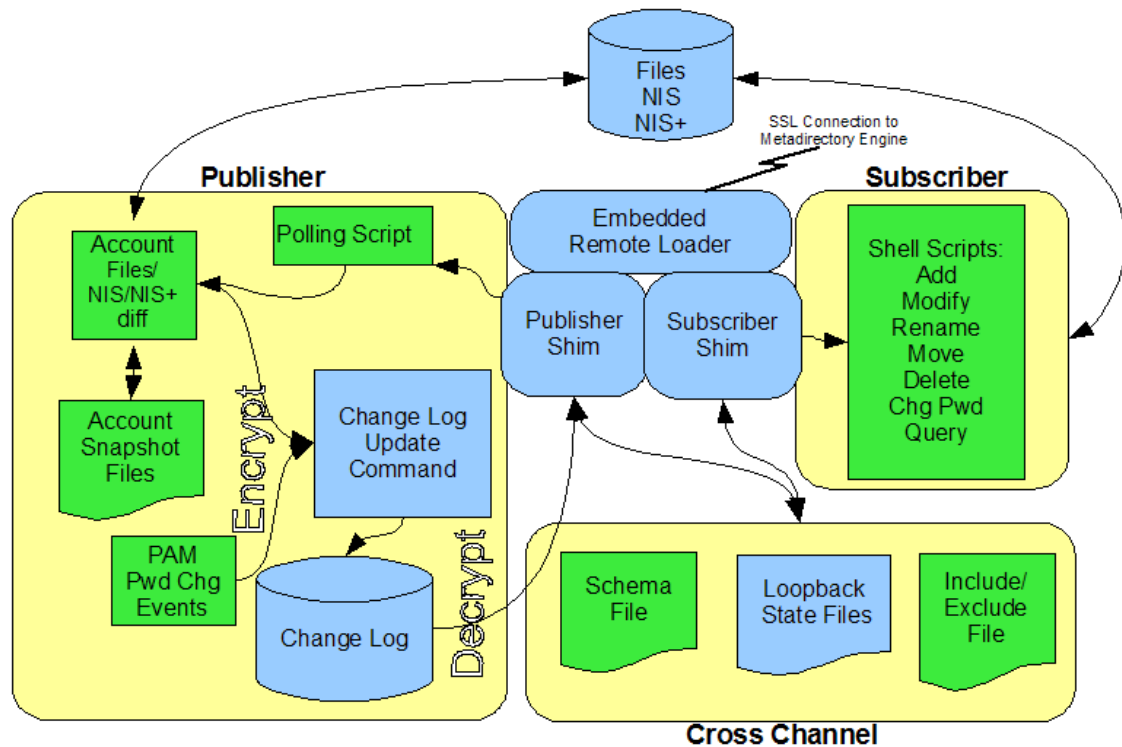 Files
NIS
NIS+
SSL Connection to
Metadirectory Engine
Publisher
Subscriber
Account
Files/
NIS/NIS+
diff
Polling Script
Embedded
Remote Loader
Publisher
Shim
Subscriber
Shim
Shell Scripts:
Add
Modify
Rename
Move
Delete
Chg Pwd
Query
Account
Snapshot
Files
Encrypt
Change Log
Update
Command
PAM
Pwd Chg
Events
Change Log
Decrypt
Schema
File
Loopback
State Files
Include/
Exclude
File
Cross Channel